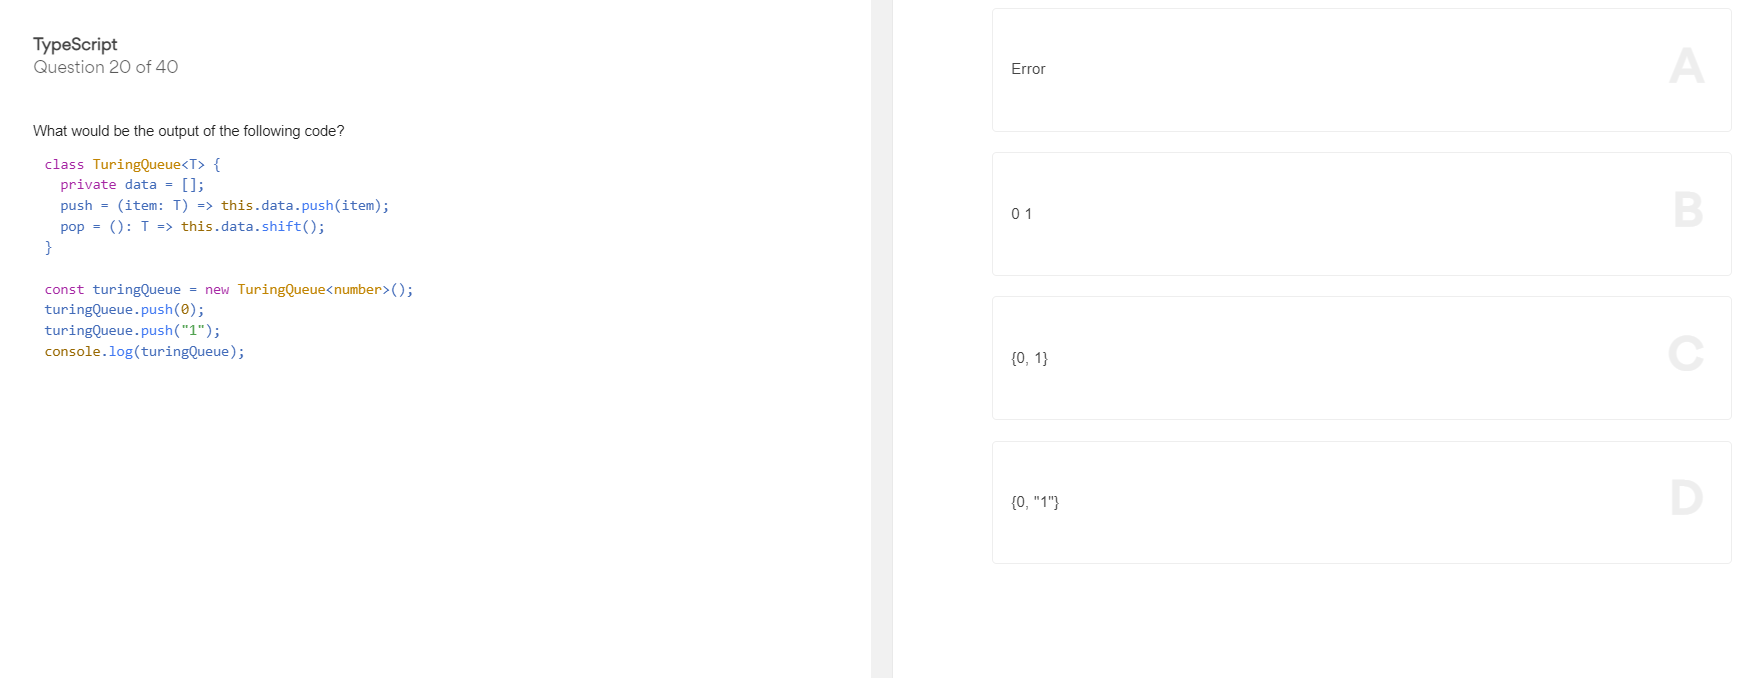 TypeScript
Question 20 of 40
What would be the output of the following code?
class TuringQueue<T> {
  private data = [];
  push = (item: T) => this.data.push(item);
  pop = (): T => this.data.shift();
}
const turingQueue = new TuringQueue<number>();
turingQueue.push(0);
turingQueue.push("1");
console.log(turingQueue);
Error
A
0 1
B
{0, 1}
C
{0, "1"}
D